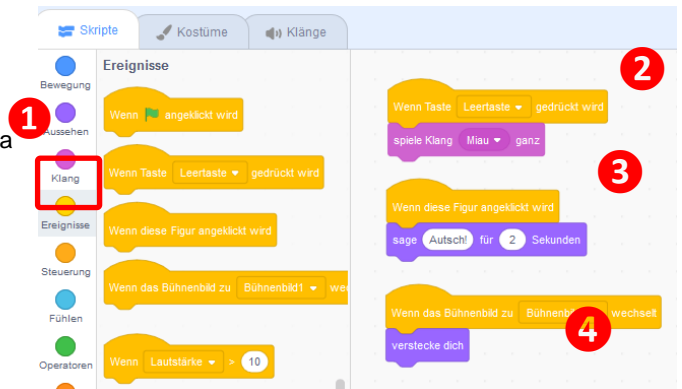 Skripte
Kostüme
Klänge
Ereignisse
Bewegung
Aussehen
a
Klang
Ereignisse
Steuerung
Fühlen
Operatoren
Wenn angeklickt wird
Wenn Taste Leertaste gedrückt wird
Wenn diese Figur angeklickt wird
Wenn das Bühnenbild zu Bühnenbild1
Wenn Lautstärke > 10
1
2
Wenn Taste Leertaste gedrückt wird
spiele Klang Miau ganz
3
Wenn diese Figur angeklickt wird
sage Autsch! für 2 Sekunden
Wenn das Bühnenbild zu wechselt
4
verstecke dich